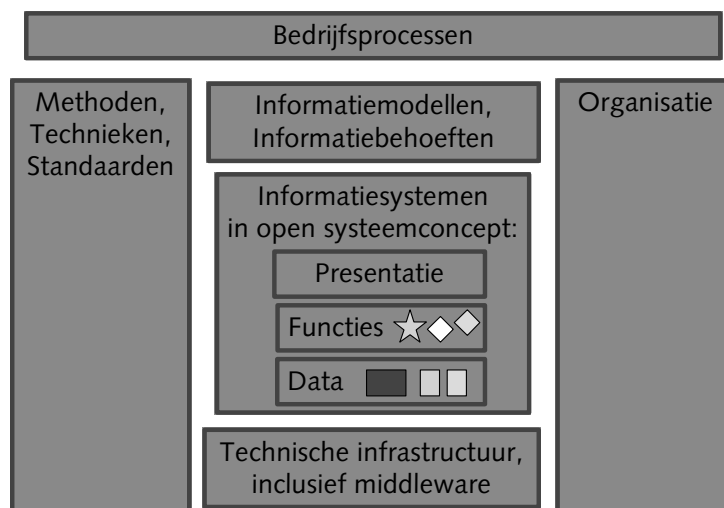 Bedrijfsprocessen
Methoden,
Technieken,
Standaarden
Informatiemodellen,
Informatiebehoeften
Informatiesystemen
in open systeemconcept:
Presentatie
Functies
Data
Technische infrastructuur,
inclusief middleware
Organisatie